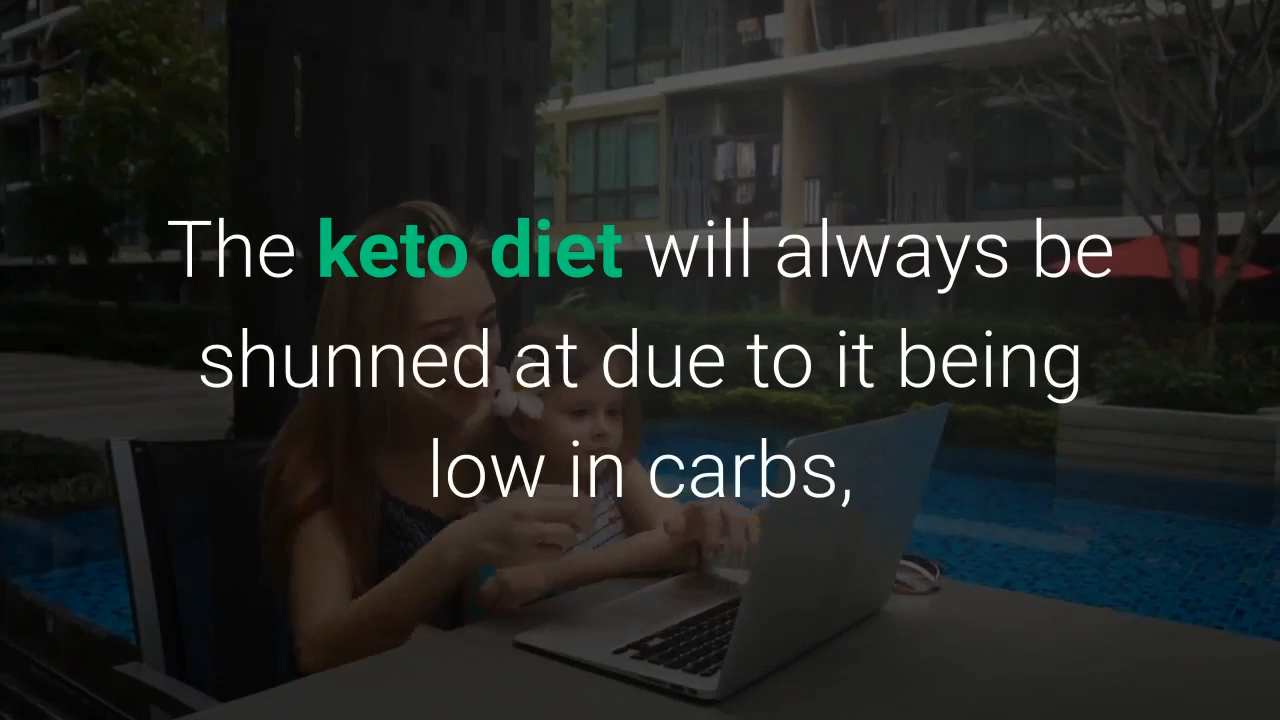 The keto diet will always be
shunned at due to it being
low in carbs,